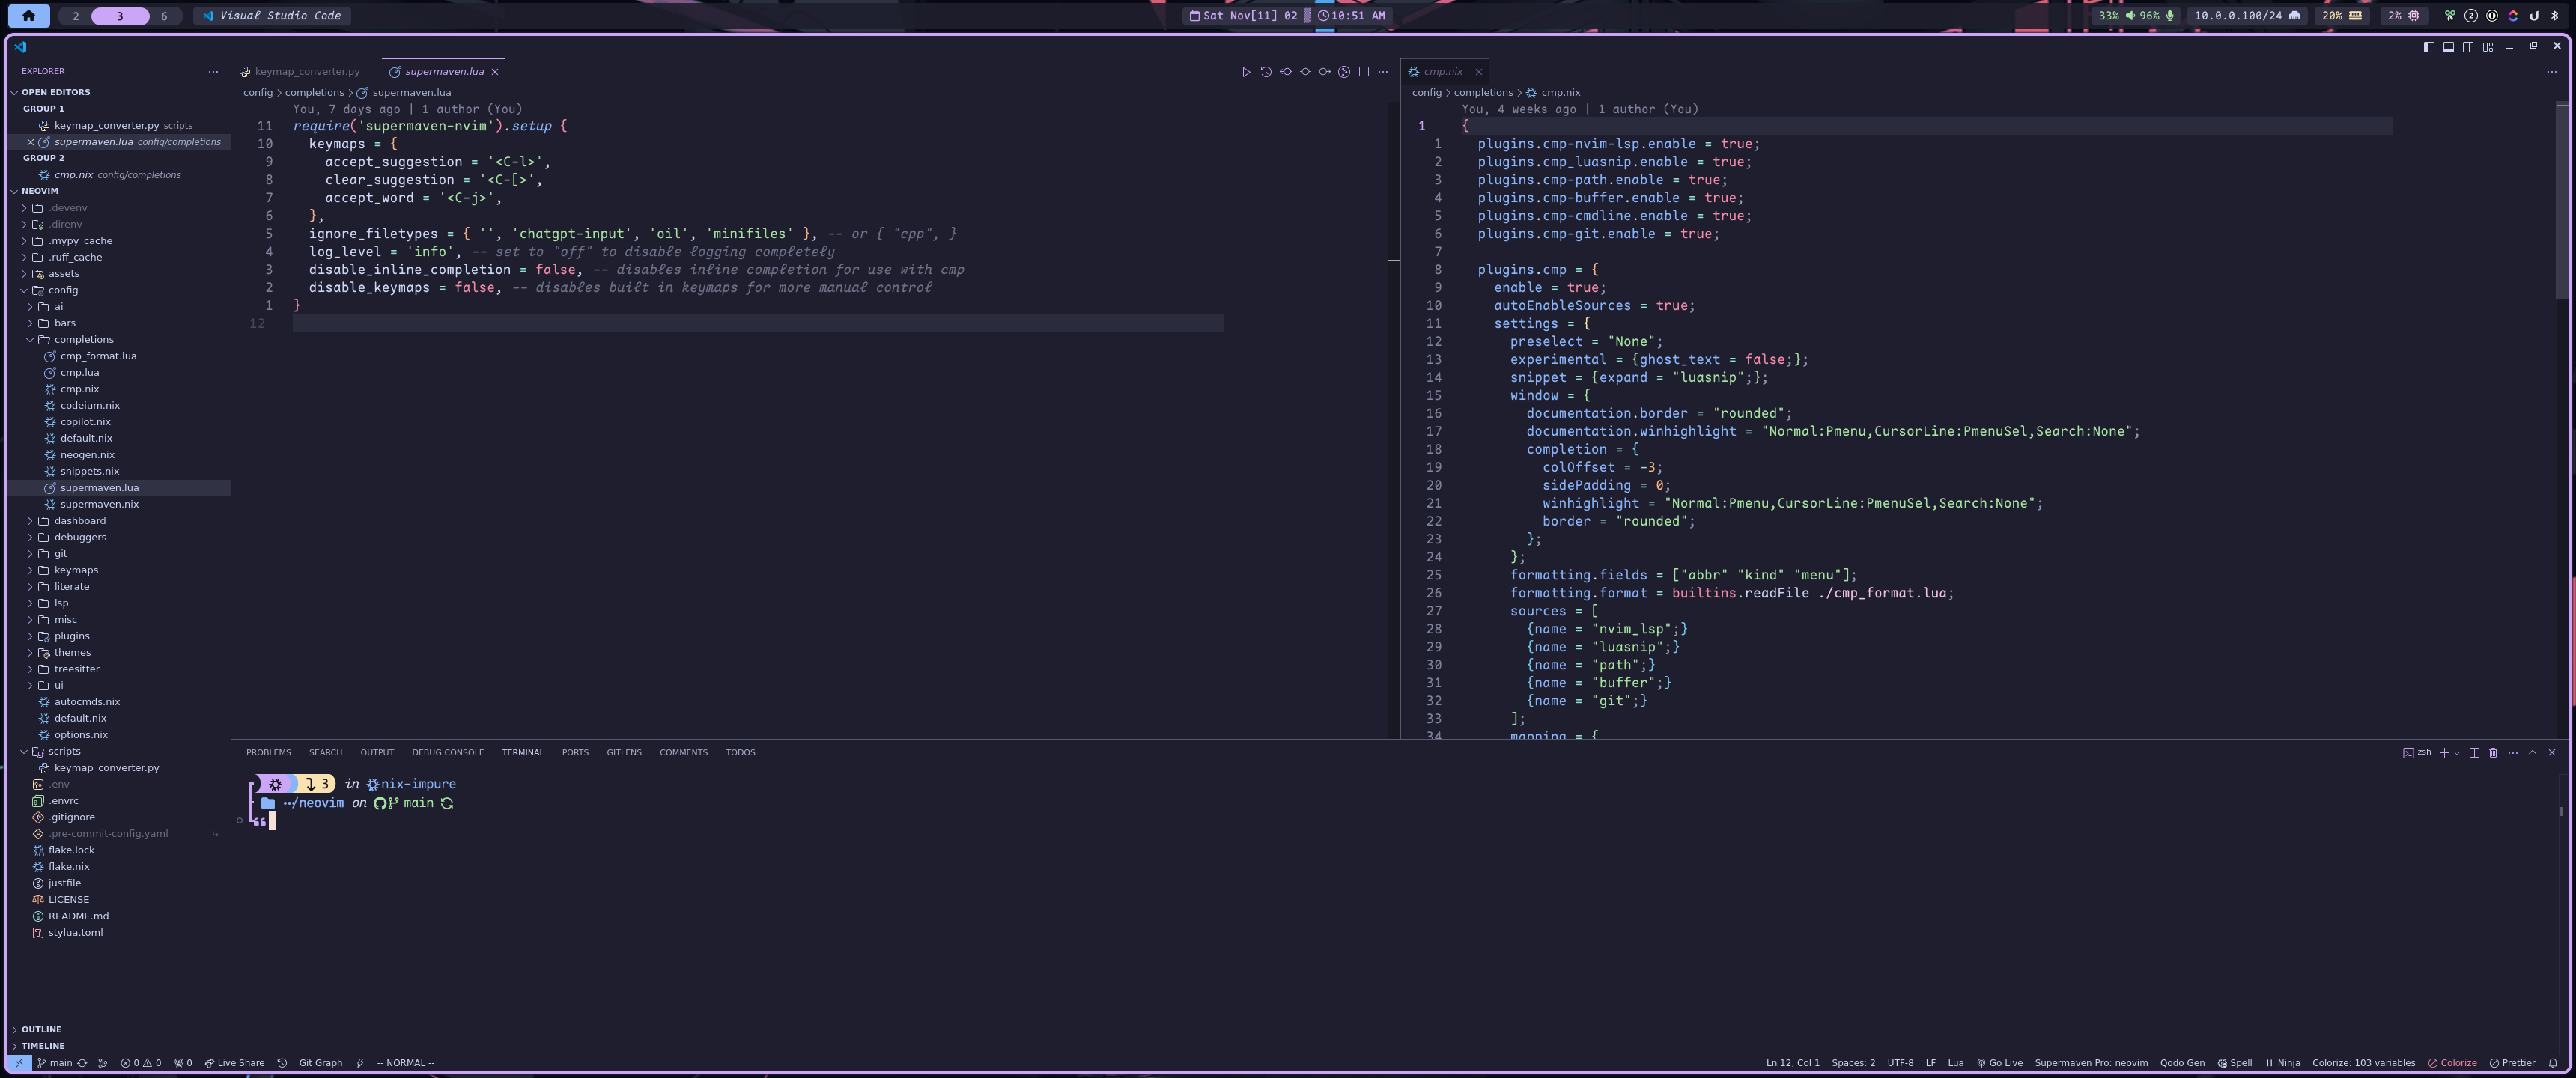 2 3 6 Visual Studio Code Sat Nov[11] 02 10:51 AM 33% 96% 10.0.0.100/24 20% 2% 2
EXPLORER
OPEN EDITORS
GROUP 1
keymap_converter.py scripts
supermaven.lua config/completions
GROUP 2
cmp.nix config/completions
NEOVIM
.devenv
.direnv
.mypy_cache
.ruff_cache
assets
config
ai
bars
completions
cmp_format.lua
cmp.lua
cmp.nix
codeium.nix
copilot.nix
default.nix
neogen.nix
snippets.nix
supermaven.lua
supermaven.nix
dashboard
debuggers
git
keymaps
literate
lsp
misc
plugins
themes
treesitter
ui
autocmds.nix
default.nix
options.nix
scripts
keymap_converter.py
.env
.envrc
.gitignore
.pre-commit-config.yaml
flake.lock
flake.nix
justfile
LICENSE
README.md
stylua.toml
OUTLINE
TIMELINE
keymap_converter.py supermaven.lua
config > completions > supermaven.lua
You, 7 days ago | 1 author (You)
11 require('supermaven-nvim').setup {
10 keymaps = {
9 accept_suggestion = '<C-l>',
8 clear_suggestion = '<C-[>',
7 accept_word = '<C-j>',
6 },
5 ignore_filetypes = { '', 'chatgpt-input', 'oil', 'minifiles' }, -- or { "cpp", }
4 log_level = 'info', -- set to "off" to disable logging completely
3 disable_inline_completion = false, -- disables inline completion for use with cmp
2 disable_keymaps = false, -- disables built in keymaps for more manual control
1 }
12
cmp.nix
config > completions > cmp.nix
You, 4 weeks ago | 1 author (You)
1 {
1 plugins.cmp-nvim-lsp.enable = true;
2 plugins.cmp_luasnip.enable = true;
3 plugins.cmp-path.enable = true;
4 plugins.cmp-buffer.enable = true;
5 plugins.cmp-cmdline.enable = true;
6 plugins.cmp-git.enable = true;
7
8 plugins.cmp = {
9 enable = true;
10 autoEnableSources = true;
11 settings = {
12 preselect = "None";
13 experimental = {ghost_text = false;};
14 snippet = {expand = "luasnip";};
15 window = {
16 documentation.border = "rounded";
17 documentation.winhighlight = "Normal:Pmenu,CursorLine:PmenuSel,Search:None";
18 completion = {
19 colOffset = -3;
20 sidePadding = 0;
21 winhighlight = "Normal:Pmenu,CursorLine:PmenuSel,Search:None";
22 border = "rounded";
23 };
24 };
25 formatting.fields = ["abbr" "kind" "menu"];
26 formatting.format = builtins.readFile ./cmp_format.lua;
27 sources = [
28 {name = "nvim_lsp";}
29 {name = "luasnip";}
30 {name = "path";}
31 {name = "buffer";}
32 {name = "git";}
33 ];
34 mapping = {
PROBLEMS SEARCH OUTPUT DEBUG CONSOLE TERMINAL PORTS GITLENS COMMENTS TODOS zsh
3 in nix-impure
/neovim on main
main 0 0 0 Live Share Git Graph -- NORMAL -- Ln 12, Col 1 Spaces: 2 UTF-8 LF Lua Go Live Supermaven Pro: neovim Qodo Gen Spell Ninja Colorize: 103 variables Colorize Prettier